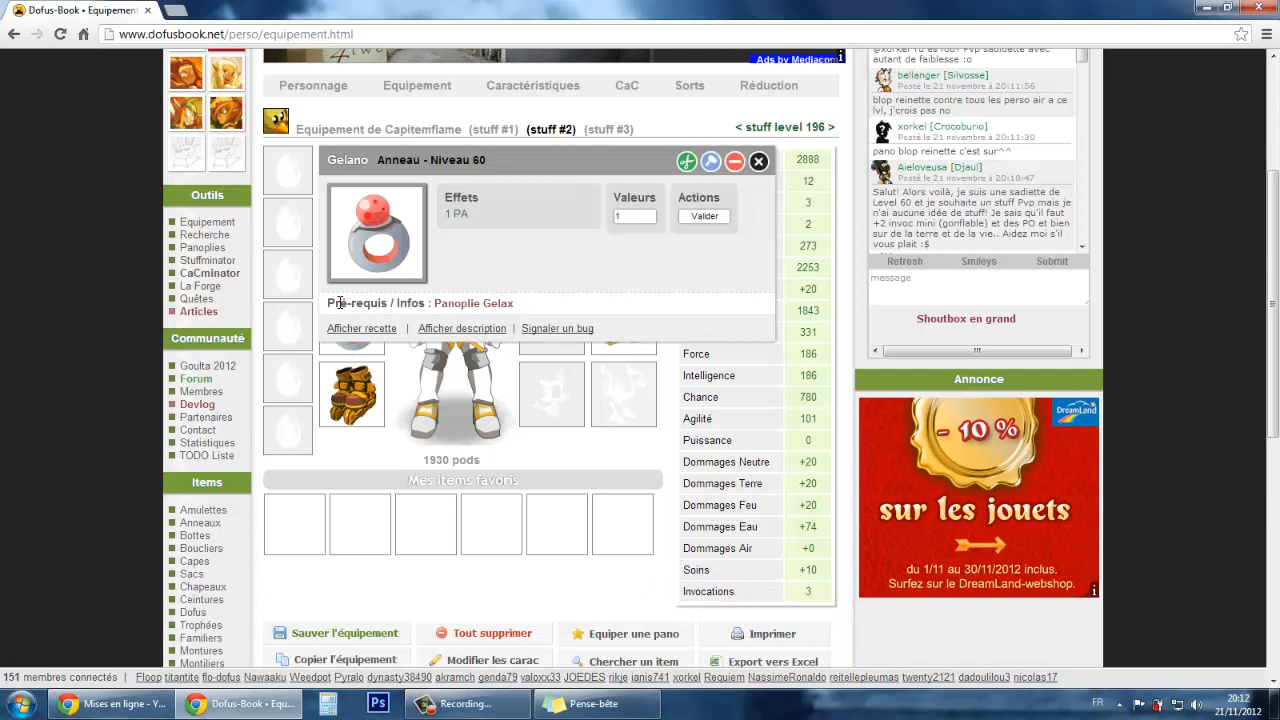 Dofus-Book • Equipement
www.dofusbook.net/perso/equipement.html
Ads by Mediacom
Personnage Equipement Caractéristiques CaC Sorts Réduction
Equipement de Capitemflame (stuff #1) (stuff #2) (stuff #3) < stuff level 196 >
Gelano Anneau - Niveau 60
Effets
1 PA
Valeurs
1
Actions
Valider
Pré-requis / Infos : Panoplie Gelax
Afficher recette | Afficher description | Signaler un bug
2888
12
3
2
273
2253
+20
1843
331
Force 186
Intelligence 186
Chance 780
Agilité 101
Puissance 0
Dommages Neutre +20
Dommages Terre +20
Dommages Feu +20
Dommages Eau +74
Dommages Air +0
Soins +10
Invocations 3
1930 pods
Mes items favoris
Sauver l'équipement
Tout supprimer
Equiper une pano
Imprimer
Copier l'équipement
Modifier les carac
Chercher un item
Export vers Excel
Outils
Equipement
Recherche
Panoplies
Stuffminator
CaCminator
La Forge
Quêtes
Articles
Communauté
Goulta 2012
Forum
Membres
Devlog
Partenaires
Contact
Statistiques
TODO Liste
Items
Amulettes
Anneaux
Bottes
Boucliers
Capes
Sacs
Chapeaux
Ceintures
Dofus
Trophées
Familiers
Montures
Montiliers
autant de faiblesse :o
bellanger [Silvosse]
Posté le 21 novembre à 20:11:56
blop reinette contre tous les perso air a ce
lvl, j'crois pas no
xorkel [Crocoburio]
Posté le 21 novembre à 20:11:30
pano blop reinette c'est sur^^
Aieloveusa [Djaul]
Posté le 21 novembre à 20:10:47
Salut! Alors voilà, je suis une sadiette de
Level 60 et je souhaite un stuff Pvp mais je
n'ai aucune idée de stuff! Je sais qu'il faut
+2 invoc mini (gonflable) et des PO et bien
sur de la terre et de la vie.. Aidez moi s'il
vous plait :$
Refresh Smileys Submit
message
Shoutbox en grand
Annonce
DreamLand
- 10 %
sur les jouets
du 1/11 au 30/11/2012 inclus.
Surfez sur le DreamLand-webshop.
151 membres connectés Floop titantite flo-dofus Nawaaku Weedpot Pyralo dynasty38490 akramch genda79 valoxx33 JOEDES rikje janis741 xorkel Requiem NassimeRonaldo reitellepleumas twenty2121 dadoulilou3 nicolas17
Mises en ligne - Y...
Dofus-Book • Equ...
Ps
Recording...
Pense-bête
FR
20:12
21/11/2012